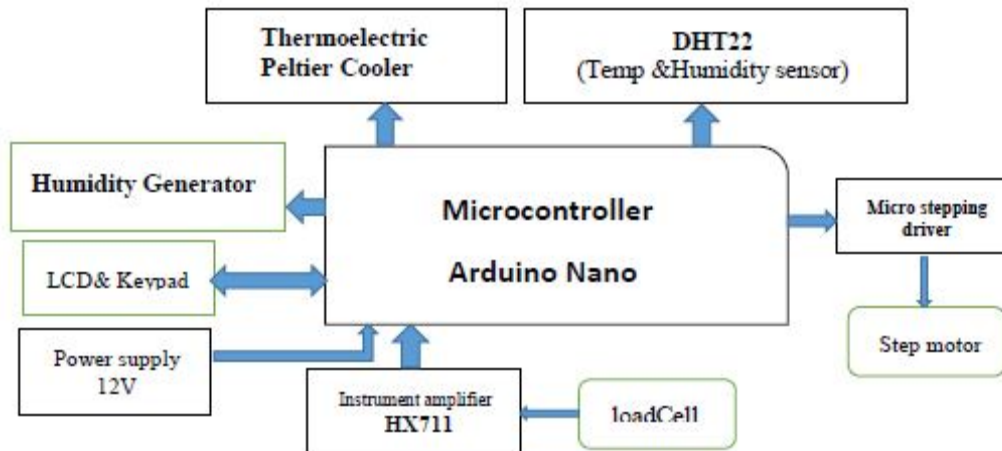 Thermoelectric
Peltier Cooler
DHT22
(Temp &Humidity sensor)
Humidity Generator
Microcontroller
Arduino Nano
Micro stepping
driver
LCD& Keypad
Power supply
12V
Step motor
Instrument amplifier
HX711
loadCell